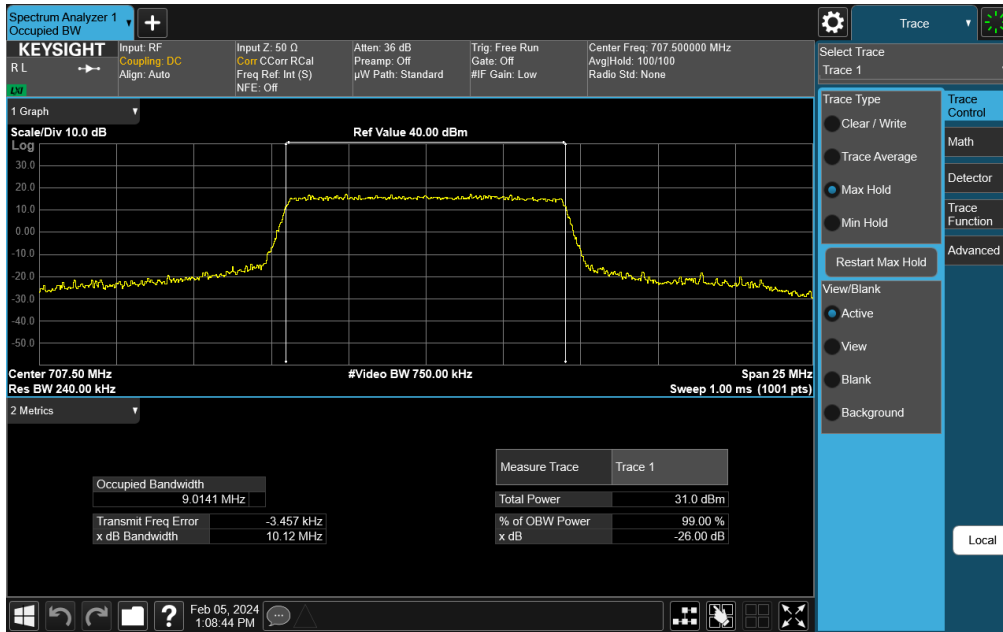 Spectrum Analyzer 1
Occupied BW
Trace
KEYSIGHT
R L
LXI
Input: RF
Coupling: DC
Align: Auto
Input Z: 50 Ω
Corr CCorr RCal
Freq Ref: Int (S)
NFE: Off
Atten: 36 dB
Preamp: Off
µW Path: Standard
Trig: Free Run
Gate: Off
#IF Gain: Low
Center Freq: 707.500000 MHz
Avg|Hold: 100/100
Radio Std: None
Select Trace
Trace 1
1 Graph
Scale/Div 10.0 dB
Ref Value 40.00 dBm
Log
30.0
20.0
10.0
0.00
-10.0
-20.0
-30.0
-40.0
-50.0
Center 707.50 MHz
#Video BW 750.00 kHz
Span 25 MHz
Res BW 240.00 kHz
Sweep 1.00 ms (1001 pts)
Trace Type
Clear / Write
Trace Average
Max Hold
Min Hold
Restart Max Hold
View/Blank
Active
View
Blank
Background
Trace
Control
Math
Detector
Trace
Function
Advanced
Local
2 Metrics
Occupied Bandwidth
9.0141 MHz
Transmit Freq Error -3.457 kHz
x dB Bandwidth 10.12 MHz
Measure Trace Trace 1
Total Power 31.0 dBm
% of OBW Power 99.00 %
x dB -26.00 dB
?
Feb 05, 2024
1:08:44 PM